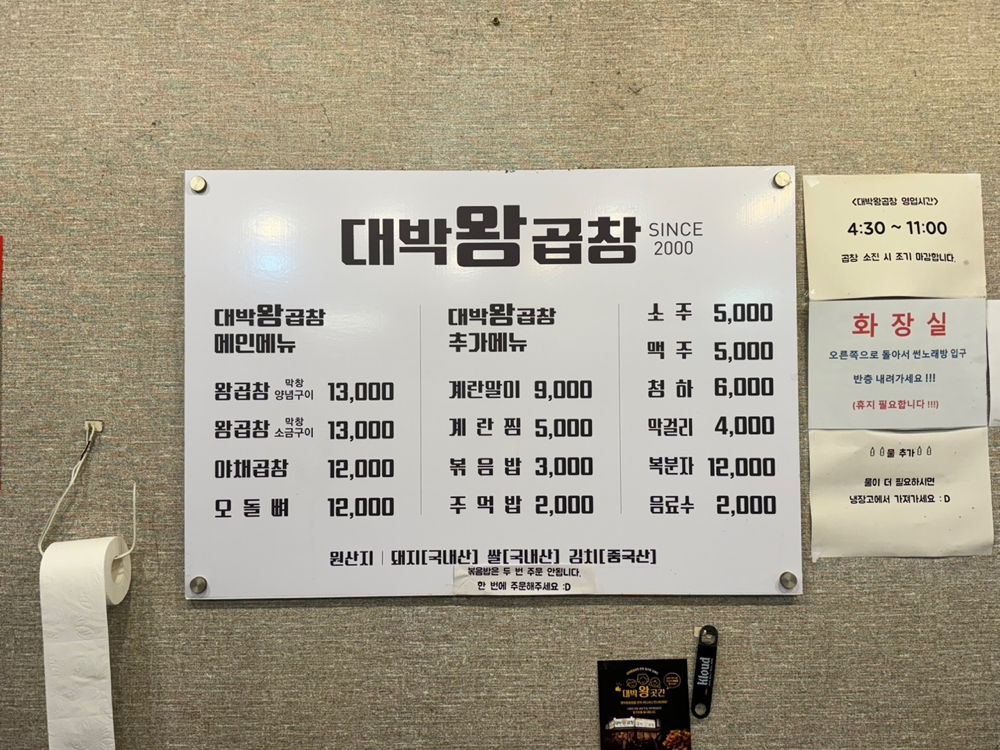 대박왕곱창 SINCE 2000
대박왕곱창
메인메뉴
왕곱창 막창 양념구이 13,000
왕곱창 막창 소금구이 13,000
야채곱창 12,000
오돌뼈 12,000
대박왕곱창
추가메뉴
계란말이 9,000
계란찜 5,000
볶음밥 3,000
주먹밥 2,000
소주 5,000
맥주 5,000
청하 6,000
막걸리 4,000
복분자 12,000
음료수 2,000
원산지 | 돼지[국내산] 쌀[국내산] 김치[중국산]
볶음밥은 두 번 주문 안됩니다.
한 번에 주문해주세요 :D
<대박왕곱창 영업시간>
4:30 ~ 11:00
곱창 소진 시 조기 마감합니다.
화장실
오른쪽으로 돌아서 썬노래방 입구
반층 내려가세요 !!!
(휴지 필요합니다 !!!)
물 추가
물이 더 필요하시면
냉장고에서 가져가세요 :D
대박왕곳간
kloud